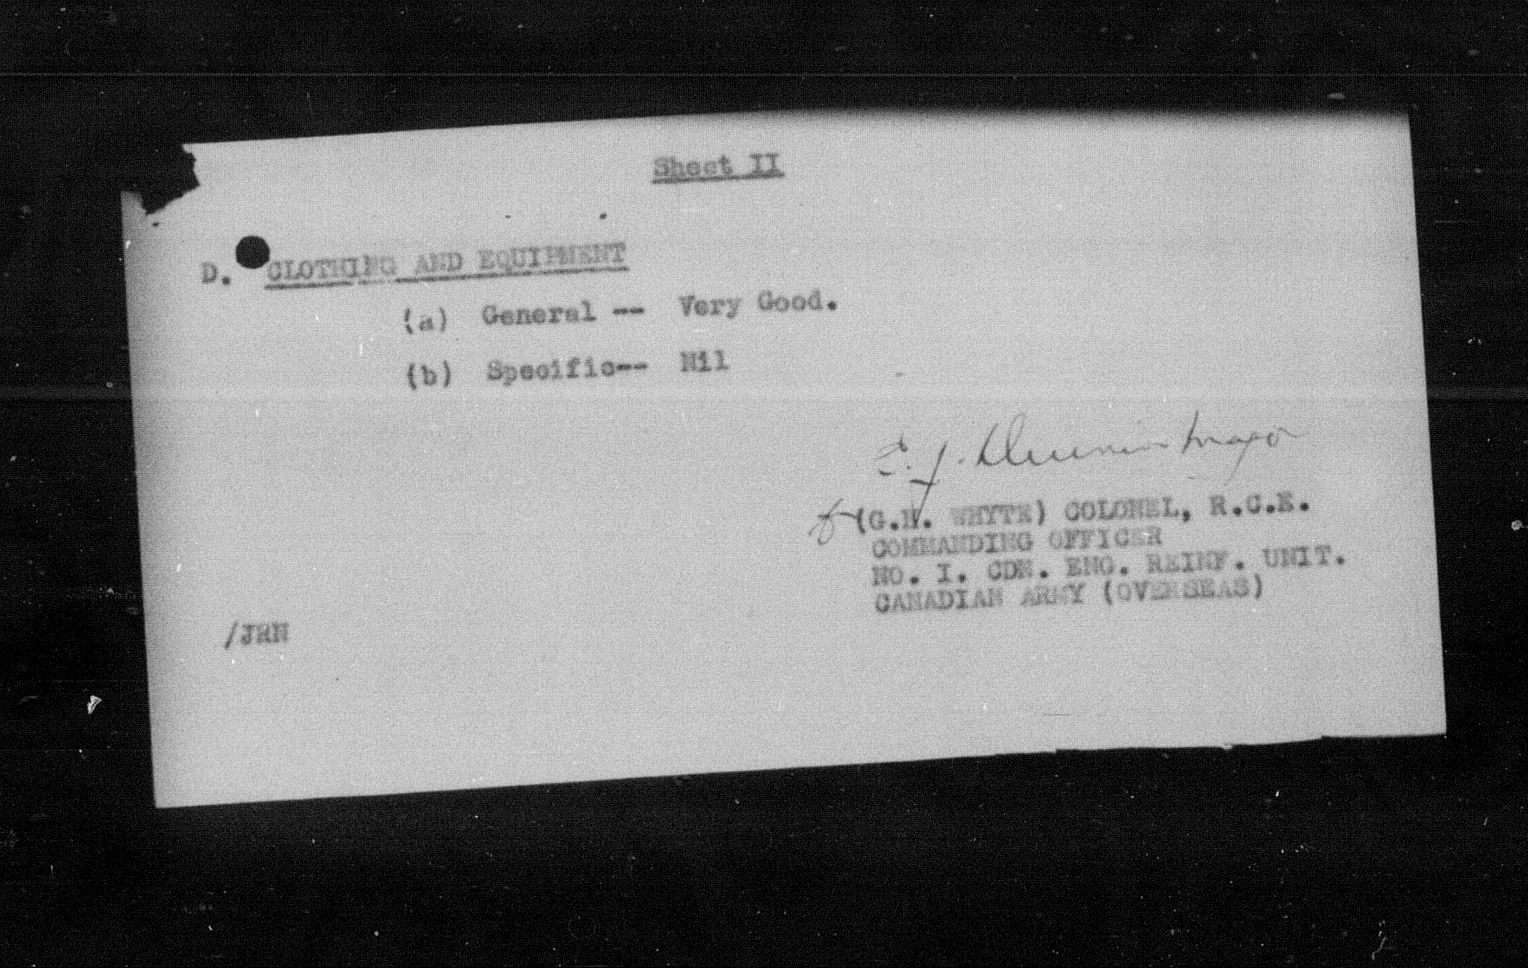 Sheet II
D. CLOTHING AND EQUIPMENT
(a) General -- Very Good.
(b) Specific-- Nil
E. J. Major
(G.N. WHYTE) COLONEL, R.C.E.
COMMANDING OFFICER
NO. I. CDN. ENG. REINF. UNIT.
CANADIAN ARMY (OVERSEAS)
/JRN